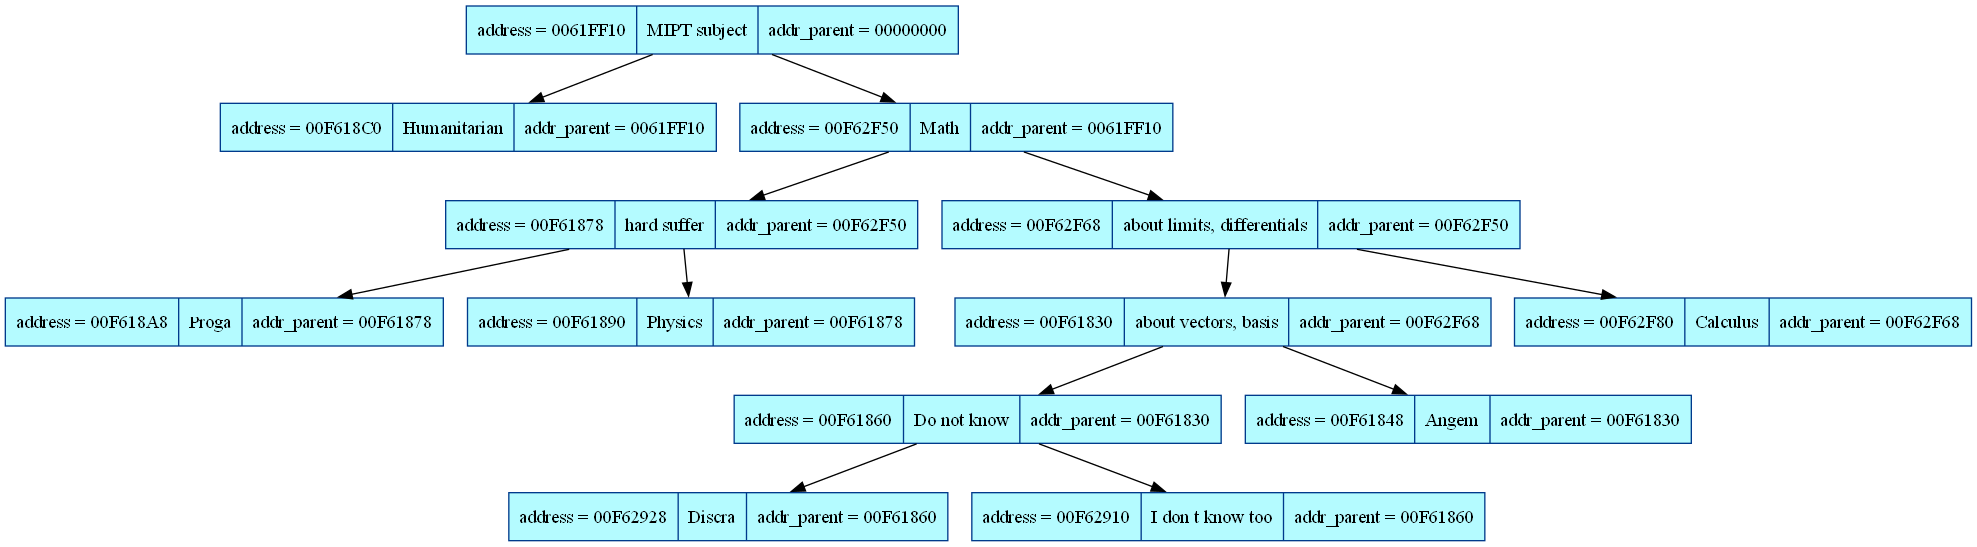 address = 0061FF10 MIPT subject addr_parent = 00000000
address = 00F618C0 Humanitarian addr_parent = 0061FF10 address = 00F62F50 Math addr_parent = 0061FF10
address = 00F61878 hard suffer addr_parent = 00F62F50 address = 00F62F68 about limits, differentials addr_parent = 00F62F50
address = 00F618A8 Proga addr_parent = 00F61878 address = 00F61890 Physics addr_parent = 00F61878 address = 00F61830 about vectors, basis addr_parent = 00F62F68 address = 00F62F80 Calculus addr_parent = 00F62F68
address = 00F61860 Do not know addr_parent = 00F61830 address = 00F61848 Angem addr_parent = 00F61830
address = 00F62928 Discra addr_parent = 00F61860 address = 00F62910 I don t know too addr_parent = 00F61860